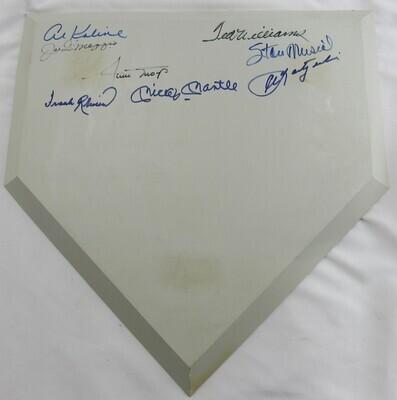 Al Kaline
Ted Williams
Joe DiMaggio
Stan Musial
Willie Mays
Carl Yastrzemski
Frank Robinson
Mickey Mantle